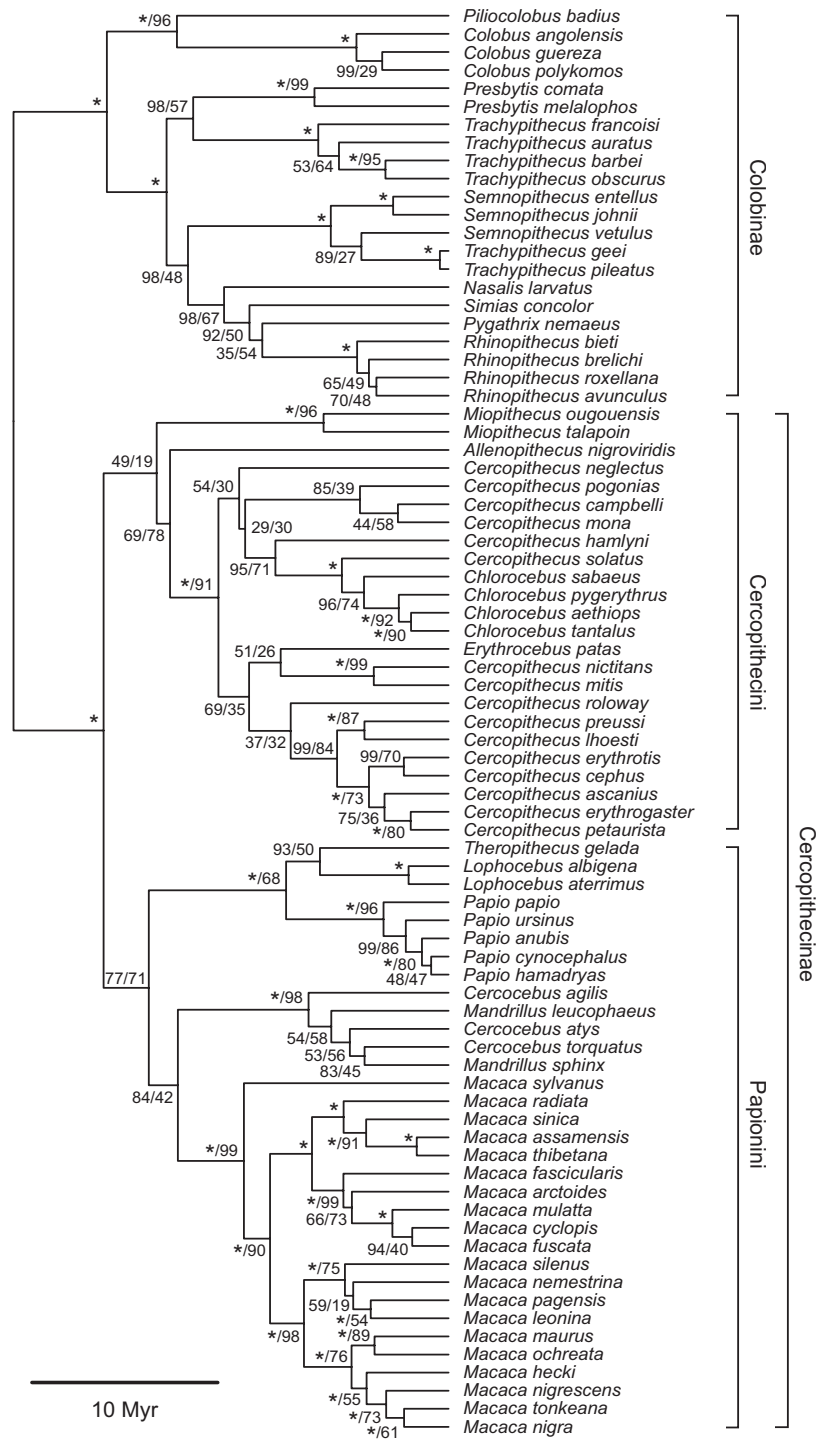 */96
Piliocolobus badius
*
Colobus angolensis
Colobus guereza
99/29
Colobus polykomos
*
*/99
Presbytis comata
98/57
Presbytis melalophos
*
Trachypithecus francoisi
Trachypithecus auratus
53/64
*/95
Trachypithecus barbei
Trachypithecus obscurus
*
*
Semnopithecus entellus
*
Semnopithecus johnii
Semnopithecus vetulus
89/27
*
Trachypithecus geei
98/48
Trachypithecus pileatus
Nasalis larvatus
98/67
Simias concolor
92/50
Pygathrix nemaeus
35/54
*
Rhinopithecus bieti
Rhinopithecus brelichi
65/49
Rhinopithecus roxellana
70/48
Rhinopithecus avunculus
Colobinae
*/96
Miopithecus ougouensis
Miopithecus talapoin
49/19
Allenopithecus nigroviridis
Cercopithecus neglectus
54/30
85/39
Cercopithecus pogonias
Cercopithecus campbelli
44/58
Cercopithecus mona
29/30
69/78
Cercopithecus hamlyni
Cercopithecus solatus
95/71
*
Chlorocebus sabaeus
*/91
96/74
Chlorocebus pygerythrus
*/92
Chlorocebus aethiops
*/90
Chlorocebus tantalus
51/26
Erythrocebus patas
*/99
Cercopithecus nictitans
Cercopithecus mitis
69/35
Cercopithecus roloway
*/87
Cercopithecus preussi
37/32
99/84
Cercopithecus lhoesti
99/70
Cercopithecus erythrotis
Cercopithecus cephus
*/73
Cercopithecus ascanius
75/36
Cercopithecus erythrogaster
*/80
Cercopithecus petaurista
Cercopithecini
*
93/50
Theropithecus gelada
*
Lophocebus albigena
*/68
Lophocebus aterrimus
*/96
Papio papio
Papio ursinus
99/86
Papio anubis
*/80
Papio cynocephalus
48/47
Papio hamadryas
77/71
*/98
Cercocebus agilis
Mandrillus leucophaeus
54/58
Cercocebus atys
53/56
Cercocebus torquatus
83/45
Mandrillus sphinx
84/42
Macaca sylvanus
*
Macaca radiata
Macaca sinica
*/91
*
Macaca assamensis
*/99
*
Macaca thibetana
Macaca fascicularis
*/99
Macaca arctoides
66/73
*
Macaca mulatta
Macaca cyclopis
94/40
Macaca fuscata
*/90
*/75
Macaca silenus
Macaca nemestrina
59/19
Macaca pagensis
*/54
Macaca leonina
*/98
*/89
Macaca maurus
*/76
Macaca ochreata
Macaca hecki
*/55
Macaca nigrescens
*/73
Macaca tonkeana
*/61
Macaca nigra
Papionini
Cercopithecinae
10 Myr